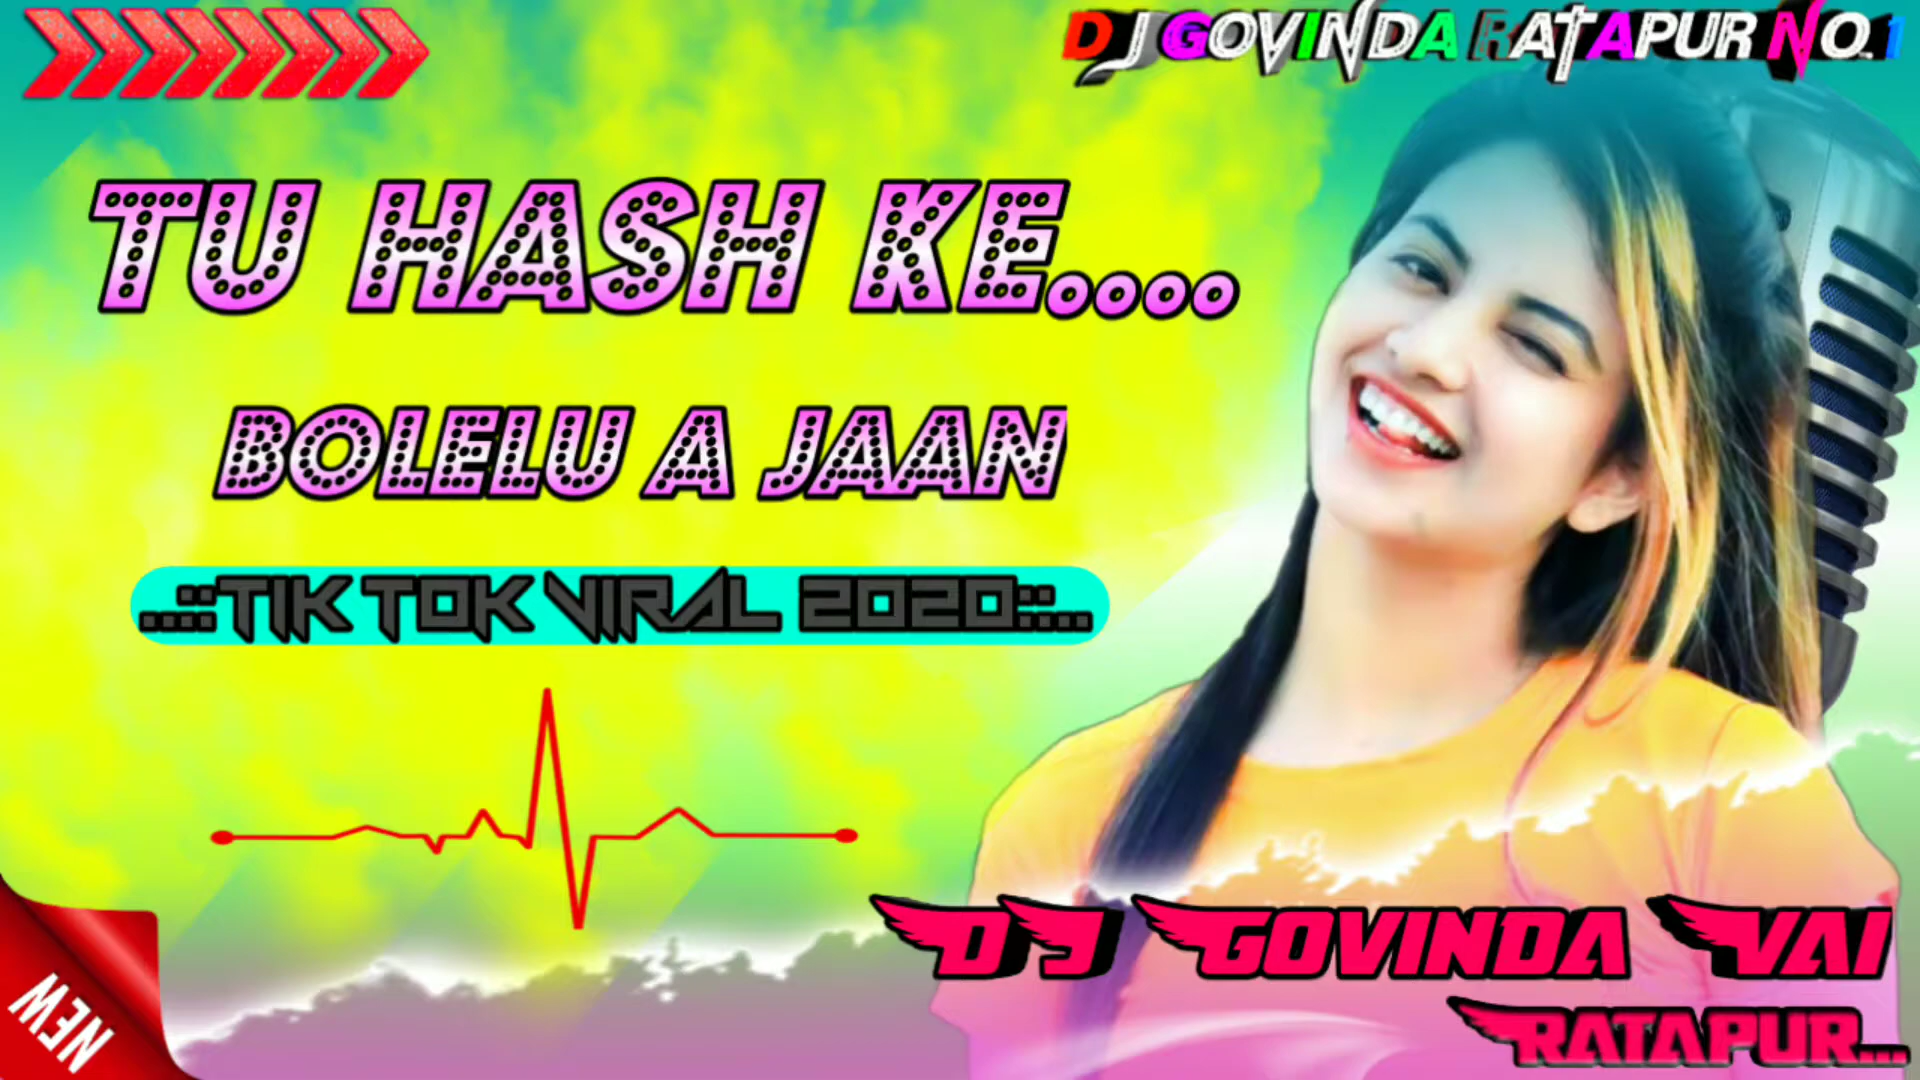 DJ GOVINDA RATAPUR NO.1
TU HASH KE....
BOLELU A JAAN
...::TIK TOK VIRAL 2020::..
DJ GOVINDA VAI
RATAPUR...
NEW